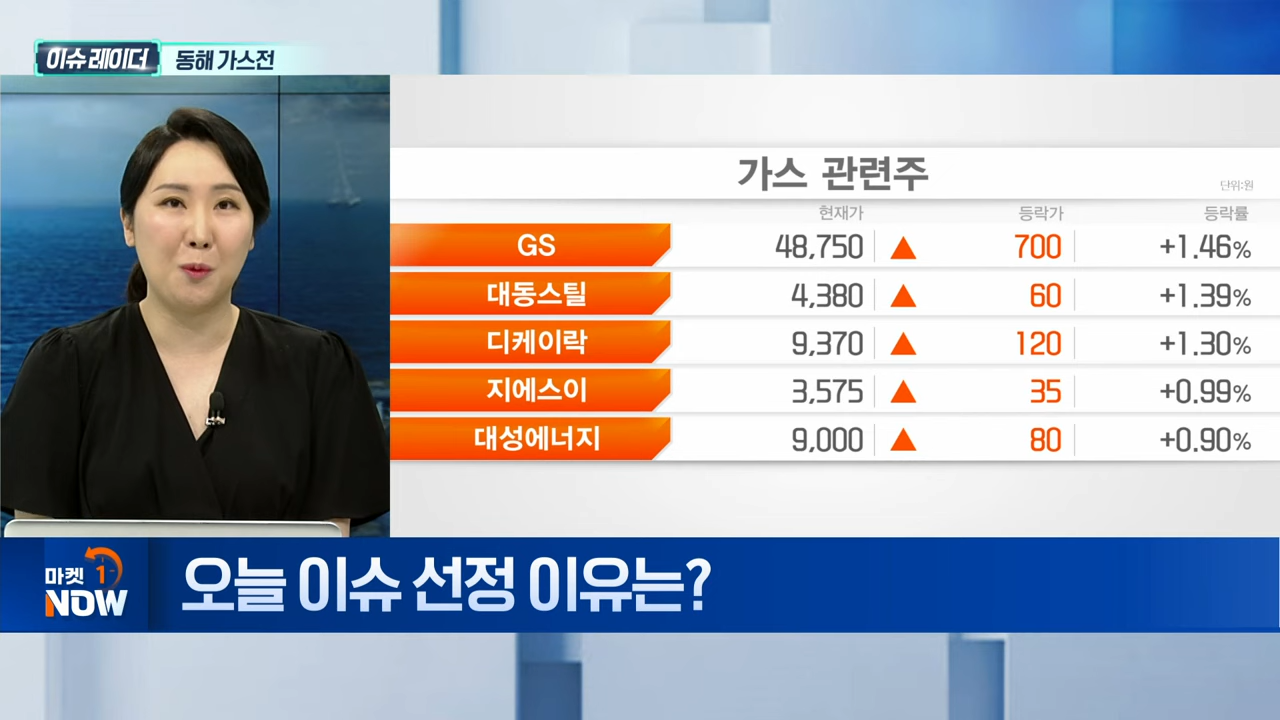 이슈 레이더 동해 가스전
가스 관련주
단위:원
현재가 등락가 등락률
GS 48,750 ▲ 700 +1.46%
대동스틸 4,380 ▲ 60 +1.39%
디케이락 9,370 ▲ 120 +1.30%
지에스이 3,575 ▲ 35 +0.99%
대성에너지 9,000 ▲ 80 +0.90%
마켓 1
NOW
오늘 이슈 선정 이유는?